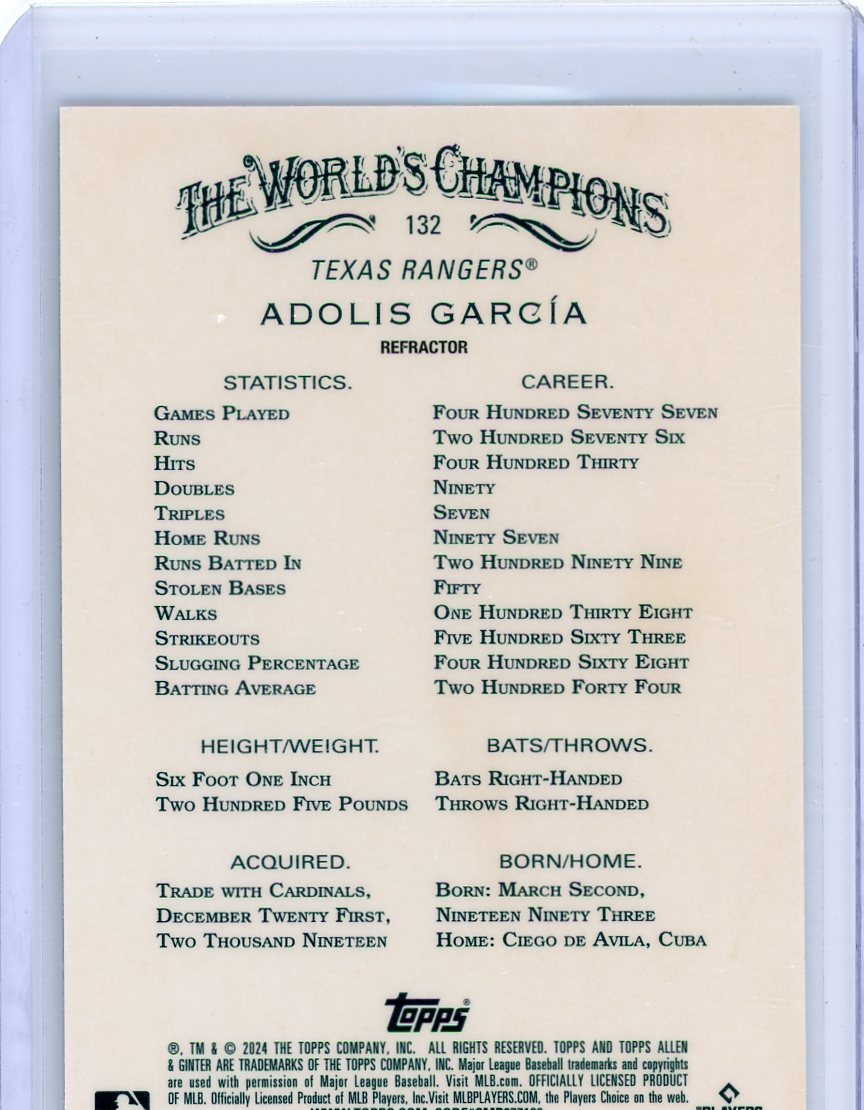 THE WORLD'S CHAMPIONS
132
TEXAS RANGERS®
ADOLIS GARCÍA
REFRACTOR
STATISTICS. CAREER.
GAMES PLAYED FOUR HUNDRED SEVENTY SEVEN
RUNS TWO HUNDRED SEVENTY SIX
HITS FOUR HUNDRED THIRTY
DOUBLES NINETY
TRIPLES SEVEN
HOME RUNS NINETY SEVEN
RUNS BATTED IN TWO HUNDRED NINETY NINE
STOLEN BASES FIFTY
WALKS ONE HUNDRED THIRTY EIGHT
STRIKEOUTS FIVE HUNDRED SIXTY THREE
SLUGGING PERCENTAGE FOUR HUNDRED SIXTY EIGHT
BATTING AVERAGE TWO HUNDRED FORTY FOUR
HEIGHT/WEIGHT.
SIX FOOT ONE INCH
TWO HUNDRED FIVE POUNDS
BATS/THROWS.
BATS RIGHT-HANDED
THROWS RIGHT-HANDED
ACQUIRED.
TRADE WITH CARDINALS,
DECEMBER TWENTY FIRST,
TWO THOUSAND NINETEEN
BORN/HOME.
BORN: MARCH SECOND,
NINETEEN NINETY THREE
HOME: CIEGO DE AVILA, CUBA
TOPPS®
®, TM & © 2024 THE TOPPS COMPANY, INC. ALL RIGHTS RESERVED. TOPPS AND TOPPS ALLEN
& GINTER ARE TRADEMARKS OF THE TOPPS COMPANY, INC. Major League Baseball trademarks and copyrights
are used with permission of Major League Baseball. Visit MLB.com. OFFICIALLY LICENSED PRODUCT
OF MLB. Officially Licensed Product of MLB Players, Inc.Visit MLBPLAYERS.COM, the Players Choice on the web.
PLAYERS